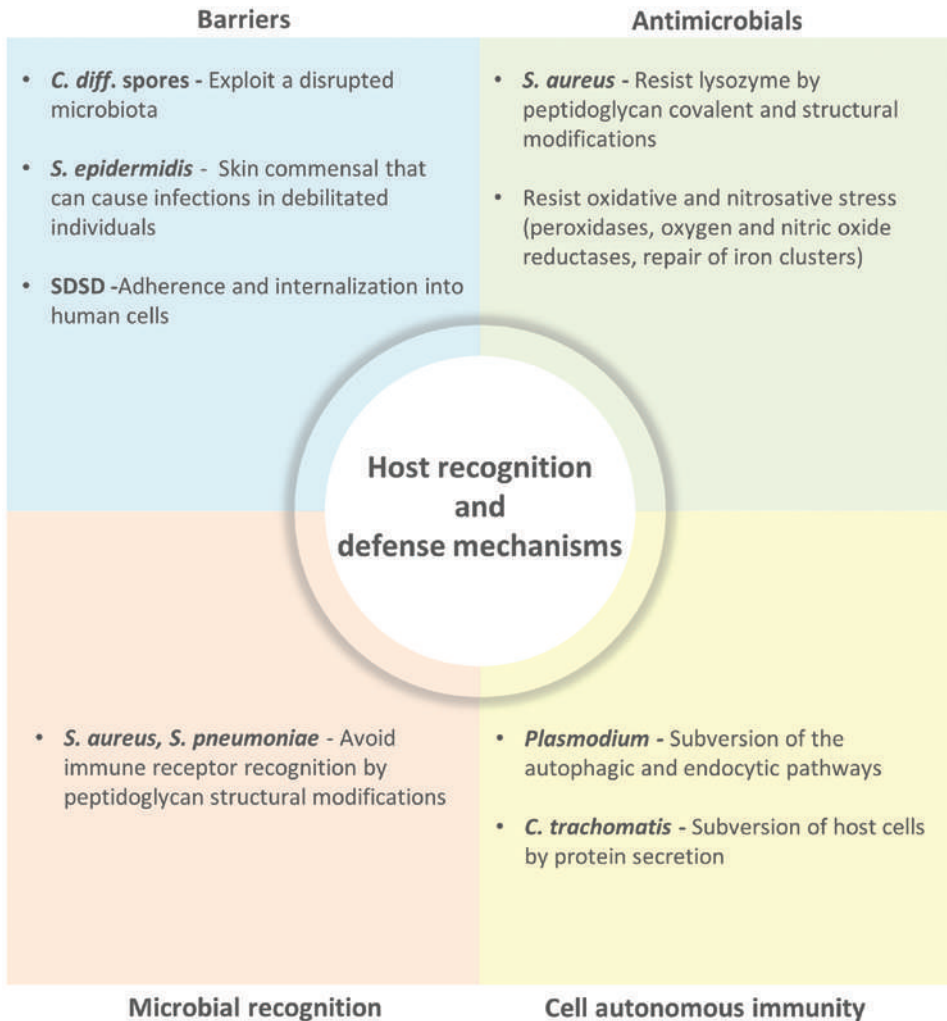 Barriers
Antimicrobials
• C. diff. spores - Exploit a disrupted
microbiota
• S. epidermidis - Skin commensal that
can cause infections in debilitated
individuals
• SDSD -Adherence and internalization into
human cells
• S. aureus - Resist lysozyme by
peptidoglycan covalent and structural
modifications
• Resist oxidative and nitrosative stress
(peroxidases, oxygen and nitric oxide
reductases, repair of iron clusters)
Host recognition
and
defense mechanisms
• S. aureus, S. pneumoniae - Avoid
immune receptor recognition by
peptidoglycan structural modifications
• Plasmodium - Subversion of the
autophagic and endocytic pathways
• C. trachomatis - Subversion of host cells
by protein secretion
Microbial recognition
Cell autonomous immunity